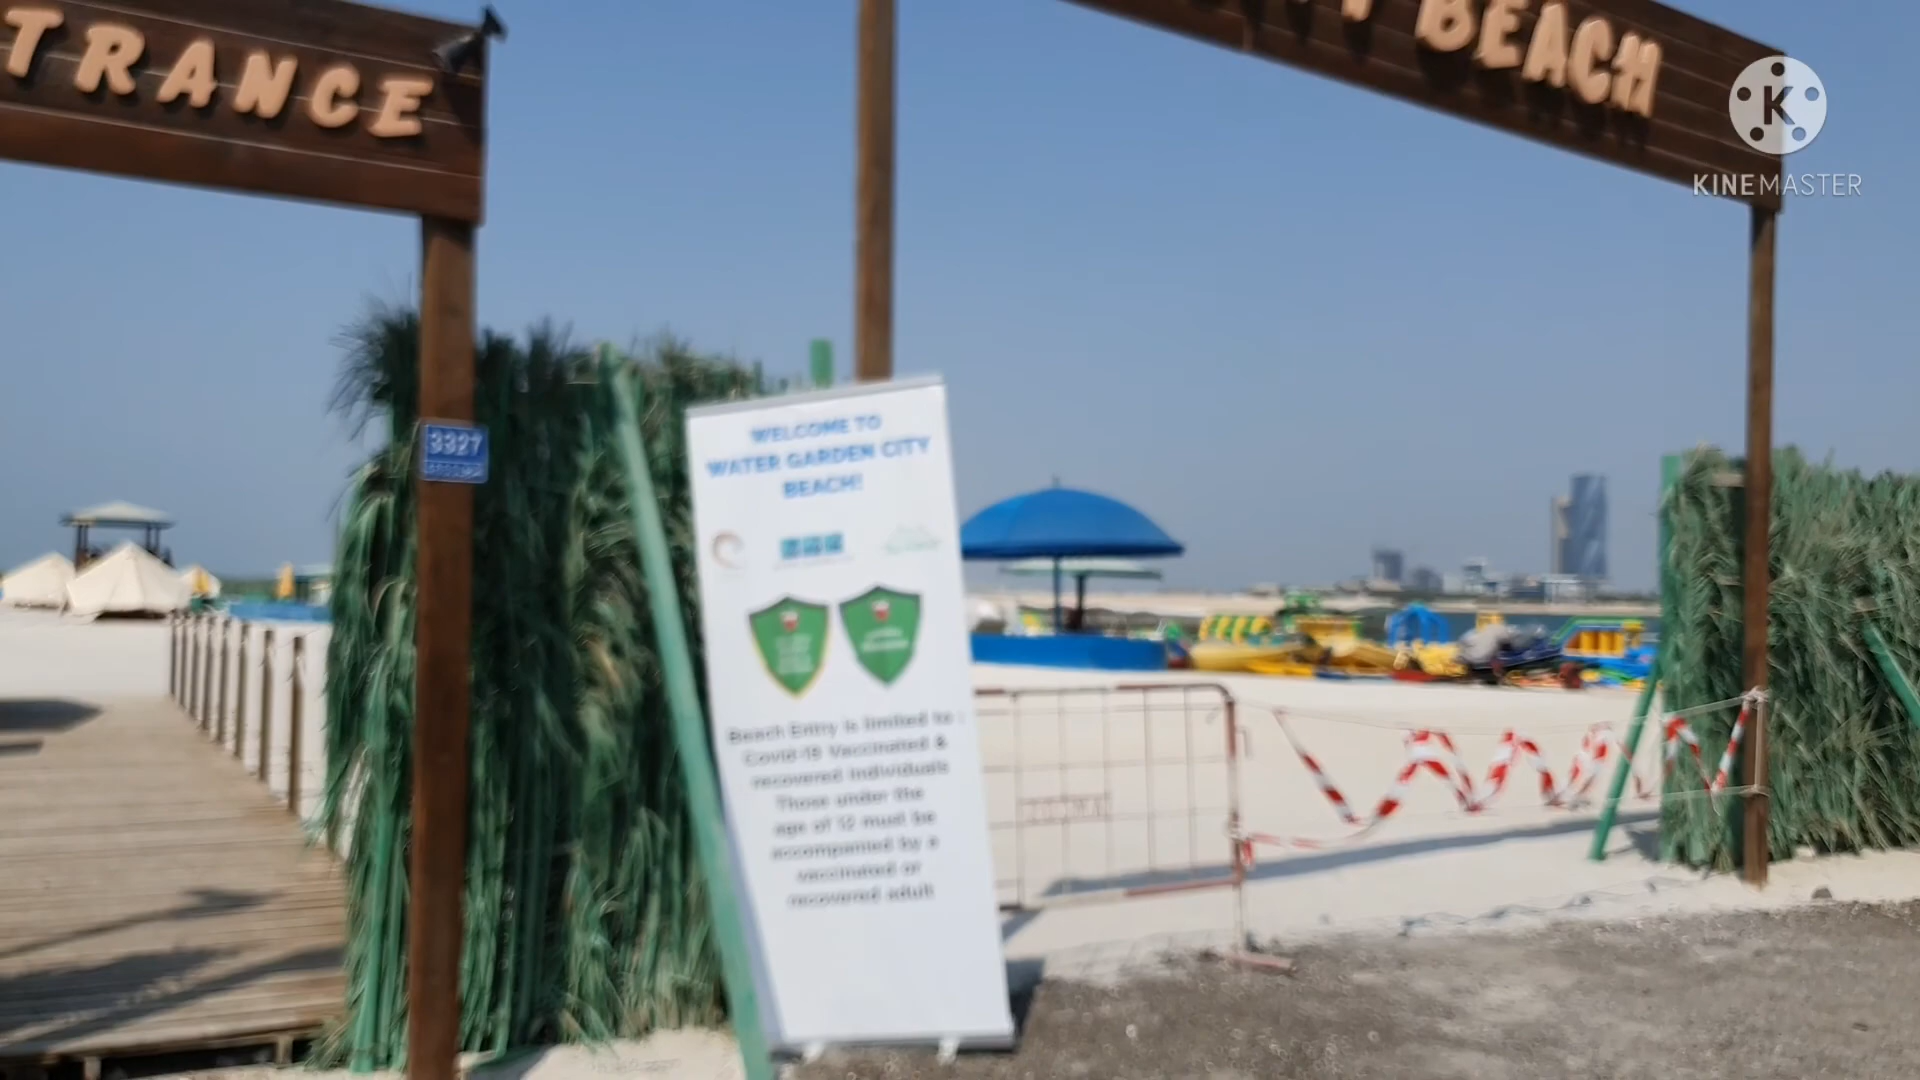 TRANCE
BEACH
KINEMASTER
3327
WELCOME TO
WATER GARDEN CITY
BEACH!
Beach Entry is limited to :
Covid-19 Vaccinated &
recovered individuals
Those under the
age of 12 must be
accompanied by a
vaccinated or
recovered adult